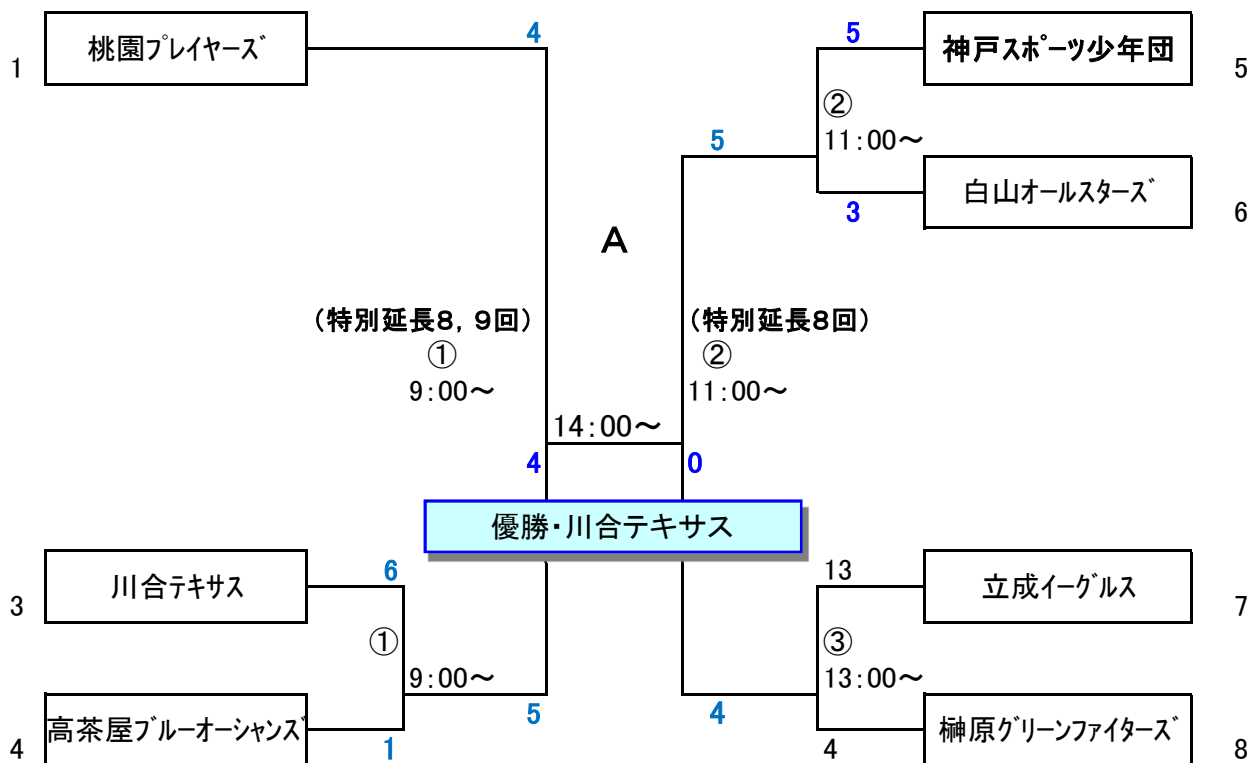 桃園プレイヤーズ
4
5
神戸スポーツ少年団
1
5
②
11:00～
5
白山オールスターズ
3
6
A
(特別延長8，9回)
(特別延長8回)
①
②
9:00～
11:00～
14:00～
4
0
優勝・川合テキサス
川合テキサス
6
13
立成イーグルス
3
7
①
③
9:00～
13:00～
高茶屋ブルーオーシャンズ
5
4
榊原グリーンファイターズ
4
1
4
8